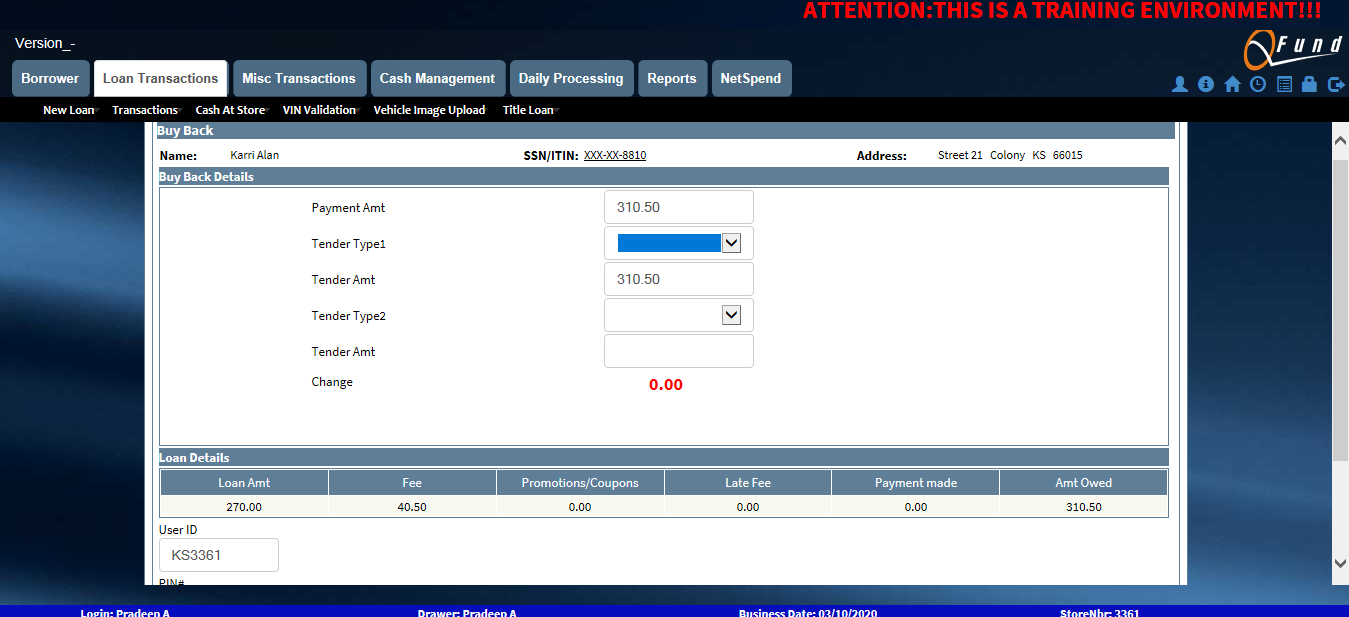 ATTENTION:THIS IS A TRAINING ENVIRONMENT!!!
Version_-
QFund
Borrower Loan Transactions Misc Transactions Cash Management Daily Processing Reports NetSpend
New Loan Transactions Cash At Store VIN Validation Vehicle Image Upload Title Loan
Buy Back
Name: Karri Alan SSN/ITIN: XXX-XX-8810 Address: Street 21 Colony KS 66015
Buy Back Details
Payment Amt 310.50
Tender Type1
Tender Amt 310.50
Tender Type2
Tender Amt
Change 0.00
Loan Details
Loan Amt Fee Promotions/Coupons Late Fee Payment made Amt Owed
270.00 40.50 0.00 0.00 0.00 310.50
User ID
KS3361
PIN#
Login: Pradeep A Drawer: Pradeep A Business Date: 03/10/2020 StoreNbr: 3361